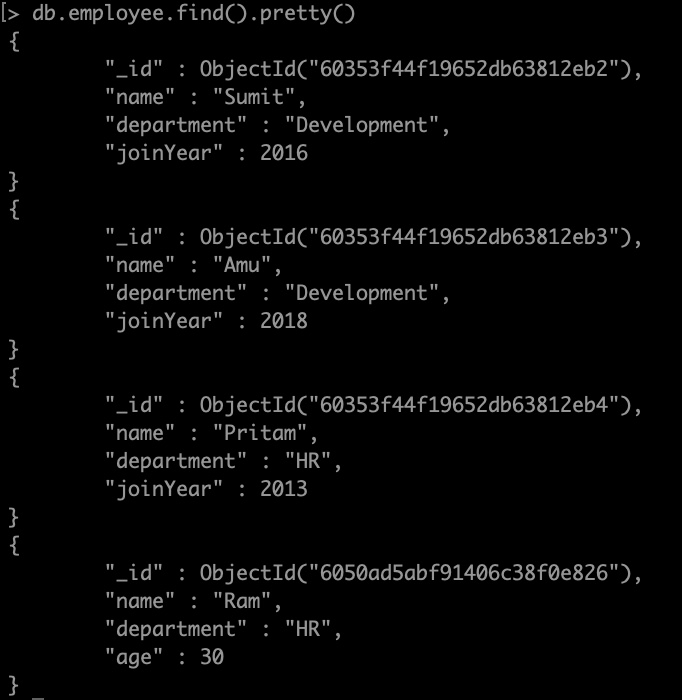 [> db.employee.find().pretty()
{
"_id" : ObjectId("60353f44f19652db63812eb2"),
"name" : "Sumit",
"department" : "Development",
"joinYear" : 2016
}
{
"_id" : ObjectId("60353f44f19652db63812eb3"),
"name" : "Amu",
"department" : "Development",
"joinYear" : 2018
}
{
"_id" : ObjectId("60353f44f19652db63812eb4"),
"name" : "Pritam",
"department" : "HR",
"joinYear" : 2013
}
{
"_id" : ObjectId("6050ad5abf91406c38f0e826"),
"name" : "Ram",
"department" : "HR",
"age" : 30
}